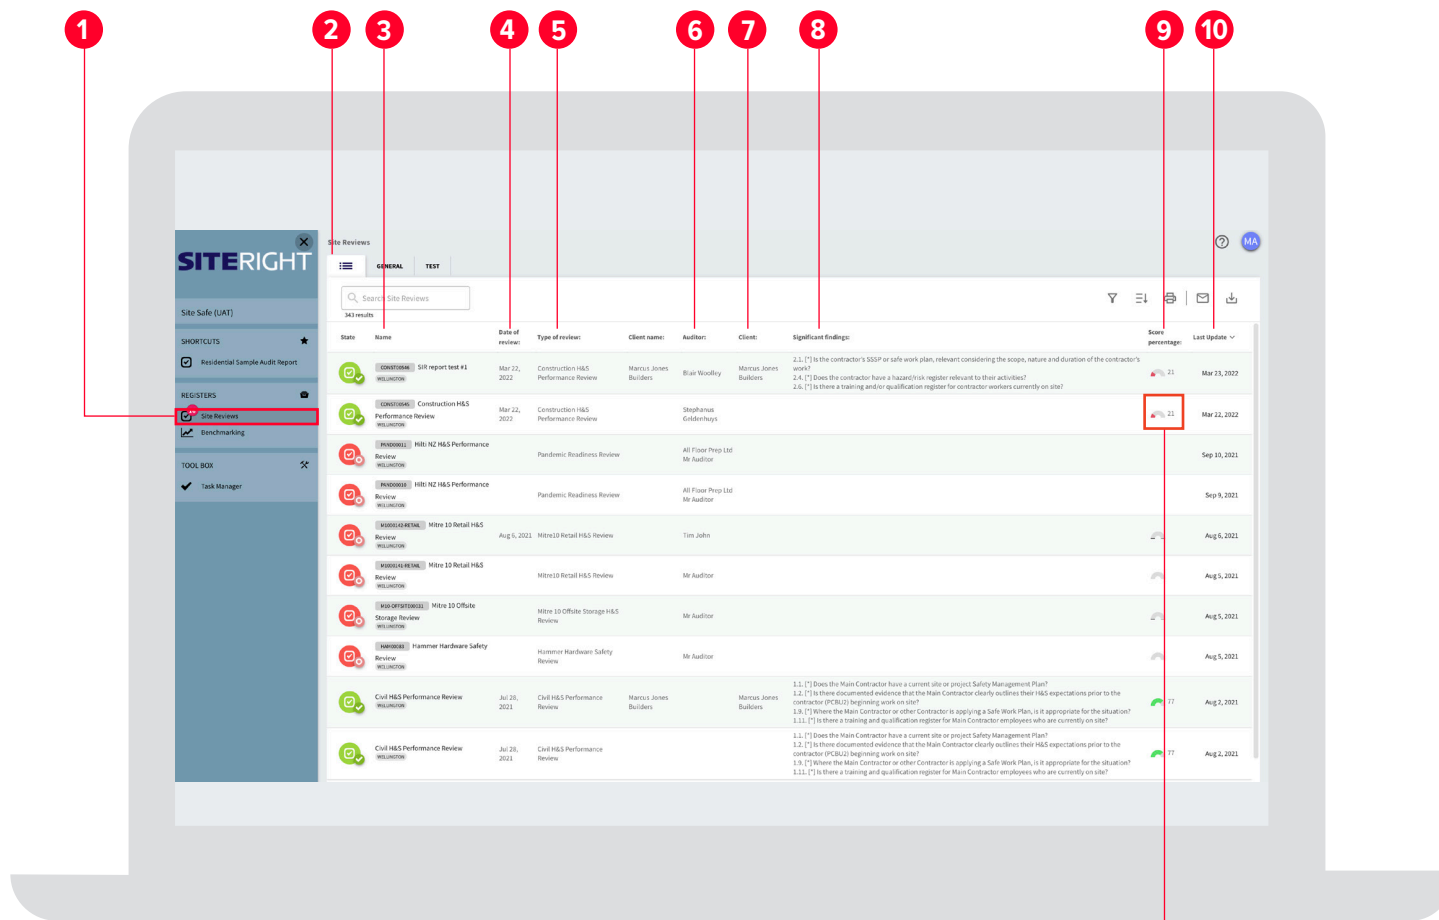 1 2 3 4 5 6 7 8 9 10
SITERIGHT
Site Safe (UAT)
SHORTCUTS
Residential Sample Audit Report
REGISTERS
Site Reviews
Benchmarking
TOOL BOX
Task Manager
Site Reviews
MA
GENERAL TEST
Search Site Reviews
343 results
State Name Date of review: Type of review: Client name: Auditor: Client: Significant findings: Score percentage: Last Update
CONST00546 SIR report test #1
WELLINGTON
Mar 22,
2022
Construction H&S
Performance Review
Marcus Jones
Builders
Blair Woolley
Marcus Jones
Builders
2.1. [*] Is the contractor's SSSP or safe work plan, relevant considering the scope, nature and duration of the contractor's
work?
2.4. [*] Does the contractor have a hazard/risk register relevant to their activities?
2.6. [*] Is there a training and/or qualification register for contractor workers currently on site?
21
Mar 23, 2022
CONST00545 Construction H&S
Performance Review
WELLINGTON
Mar 22,
2022
Construction H&S
Performance Review
Stephanus
Geldenhuys
21
Mar 22, 2022
PAND00011 Hilti NZ H&S Performance
Review
WELLINGTON
Pandemic Readiness Review
All Floor Prep Ltd
Mr Auditor
Sep 10, 2021
PAND00010 Hilti NZ H&S Performance
Review
WELLINGTON
Pandemic Readiness Review
All Floor Prep Ltd
Mr Auditor
Sep 9, 2021
M1000142-RETAIL Mitre 10 Retail H&S
Review
WELLINGTON
Aug 6, 2021
Mitre10 Retail H&S Review
Tim John
Aug 6, 2021
M1000141-RETAIL Mitre 10 Retail H&S
Review
WELLINGTON
Mitre10 Retail H&S Review
Mr Auditor
Aug 5, 2021
Mitre 10 Offsite
Storage Review
WELLINGTON
Mitre 10 Offsite Storage H&S
Review
Mr Auditor
Aug 5, 2021
Hammer Hardware Safety
Review
WELLINGTON
Hammer Hardware Safety
Review
Mr Auditor
Aug 5, 2021
Civil H&S Performance Review
WELLINGTON
Jul 28,
2021
Civil H&S Performance
Review
Marcus Jones
Builders
Marcus Jones
Builders
1.1. [*] Does the Main Contractor have a current site or project Safety Management Plan?
1.2. [*] Is there documented evidence that the Main Contractor clearly outlines their H&S expectations prior to the
contractor (PCBU2) beginning work on site?
1.9. [*] Where the Main Contractor or other Contractor is applying a Safe Work Plan, is it appropriate for the situation?
1.11. [*] Is there a training and qualification register for Main Contractor employees who are currently on site?
77
Aug 2, 2021
Civil H&S Performance Review
WELLINGTON
Jul 28,
2021
Civil H&S Performance
Review
1.1. [*] Does the Main Contractor have a current site or project Safety Management Plan?
1.2. [*] Is there documented evidence that the Main Contractor clearly outlines their H&S expectations prior to the
contractor (PCBU2) beginning work on site?
1.9. [*] Where the Main Contractor or other Contractor is applying a Safe Work Plan, is it appropriate for the situation?
1.11. [*] Is there a training and qualification register for Main Contractor employees who are currently on site?
77
Aug 2, 2021